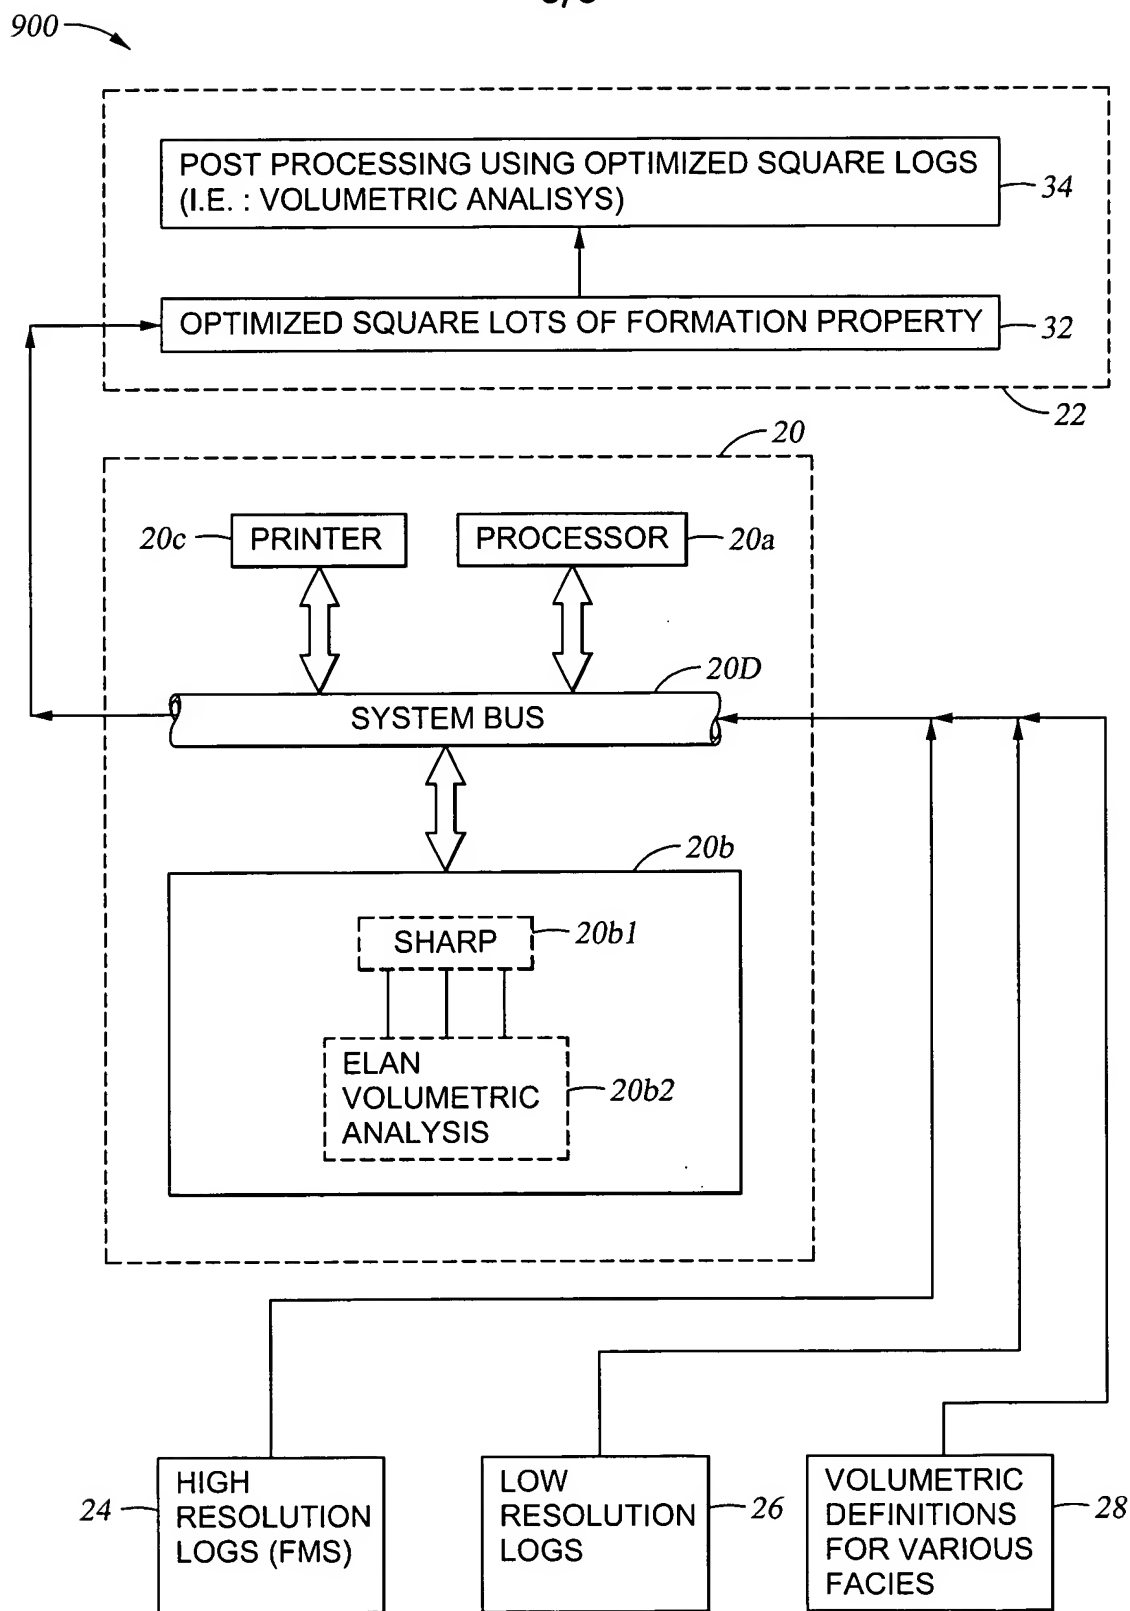 900
POST PROCESSING USING OPTIMIZED SQUARE LOGS
(I.E. : VOLUMETRIC ANALISYS)
34
OPTIMIZED SQUARE LOTS OF FORMATION PROPERTY
32
22
20
20c
PRINTER
PROCESSOR
20a
20D
SYSTEM BUS
20b
SHARP
20b1
ELAN
VOLUMETRIC
ANALYSIS
20b2
24
HIGH
RESOLUTION
LOGS (FMS)
LOW
RESOLUTION
LOGS
26
VOLUMETRIC
DEFINITIONS
FOR VARIOUS
FACIES
28